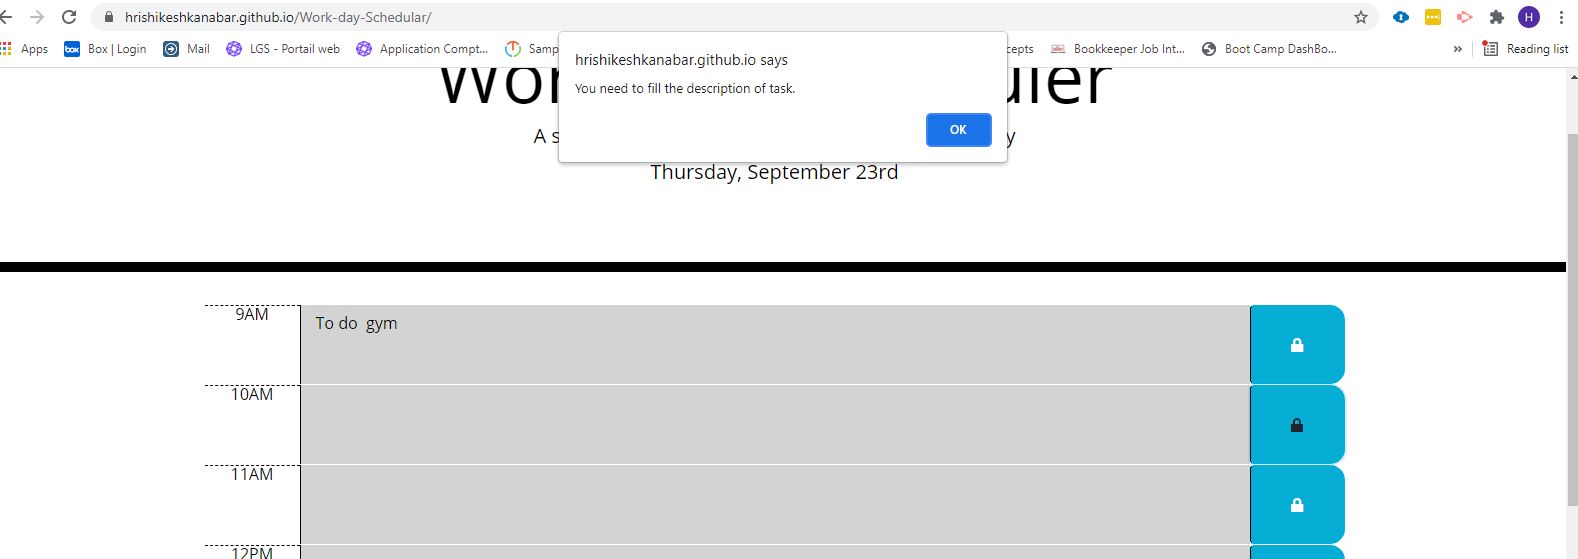 hrishikeshkanabar.github.io/Work-day-Schedular/
H
Apps
box Box | Login
Mail
LGS - Portail web
Application Compt...
Samp
cepts
Bookkeeper Job Int...
Boot Camp DashBo...
»
Reading list
hrishikeshkanabar.github.io says
You need to fill the description of task.
OK
Wor
uler
A s
y
Thursday, September 23rd
9AM
To do  gym
10AM
11AM
12PM